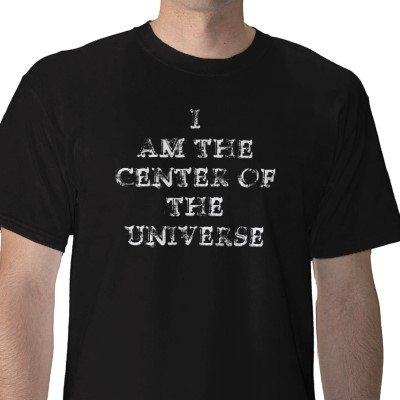 I
AM THE
CENTER OF
THE
UNIVERSE